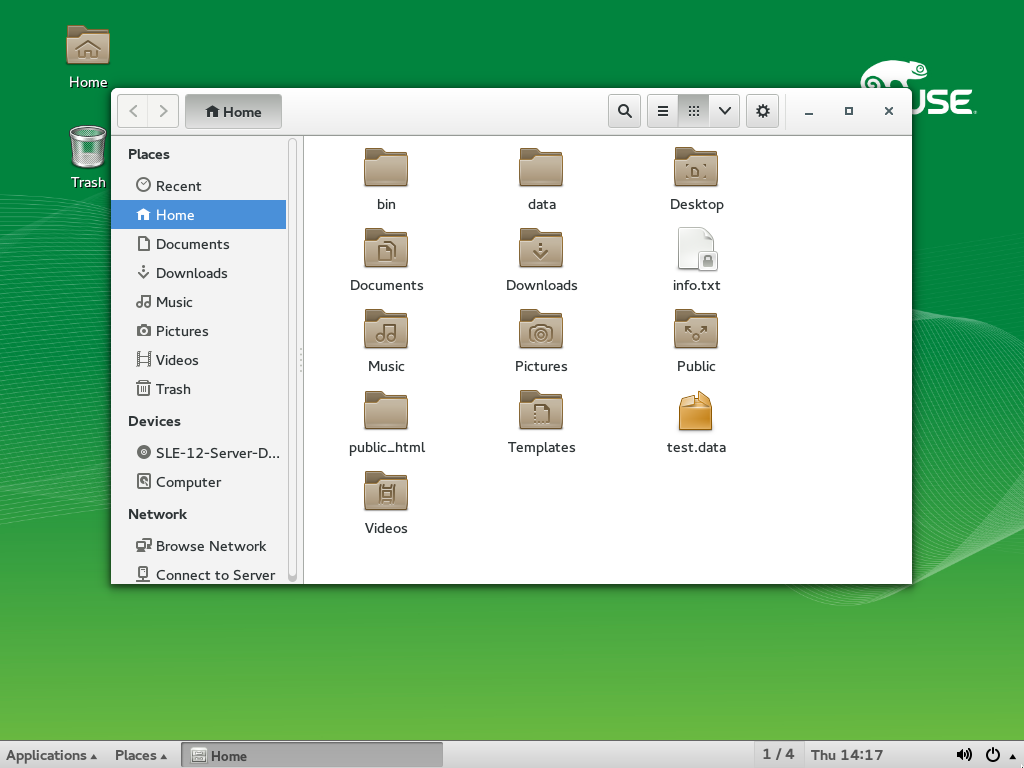 Home
Trash
USE
Home
Places
Recent
Home
Documents
Downloads
Music
Pictures
Videos
Trash
Devices
SLE-12-Server-D...
Computer
Network
Browse Network
Connect to Server
bin
data
Desktop
Documents
Downloads
info.txt
Music
Pictures
Public
public_html
Templates
test.data
Videos
Applications
Places
Home
1 / 4
Thu 14:17